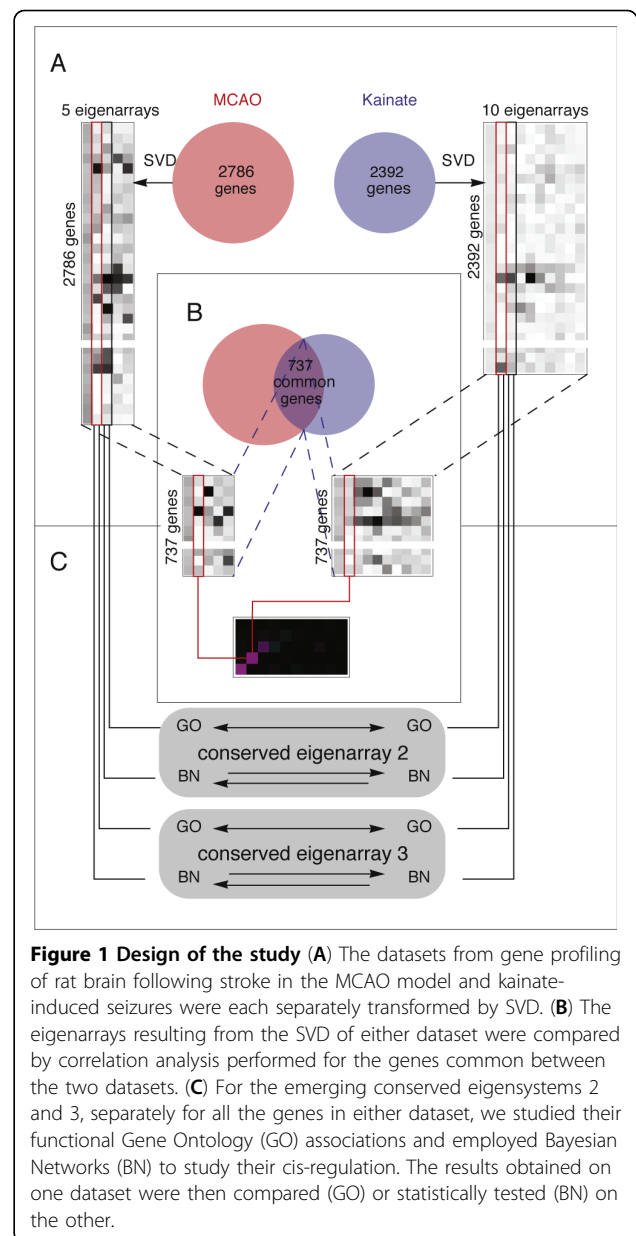 A
5 eigenarrays
MCAO
Kainate
10 eigenarrays
SVD
2786
genes
2392
genes
SVD
2786 genes
2392 genes
B
737
common
genes
737 genes
737 genes
C
GO
GO
conserved eigenarray 2
BN
BN
GO
GO
conserved eigenarray 3
BN
BN
Figure 1 Design of the study (A) The datasets from gene profiling
of rat brain following stroke in the MCAO model and kainate-
induced seizures were each separately transformed by SVD. (B) The
eigenarrays resulting from the SVD of either dataset were compared
by correlation analysis performed for the genes common between
the two datasets. (C) For the emerging conserved eigensystems 2
and 3, separately for all the genes in either dataset, we studied their
functional Gene Ontology (GO) associations and employed Bayesian
Networks (BN) to study their cis-regulation. The results obtained on
one dataset were then compared (GO) or statistically tested (BN) on
the other.